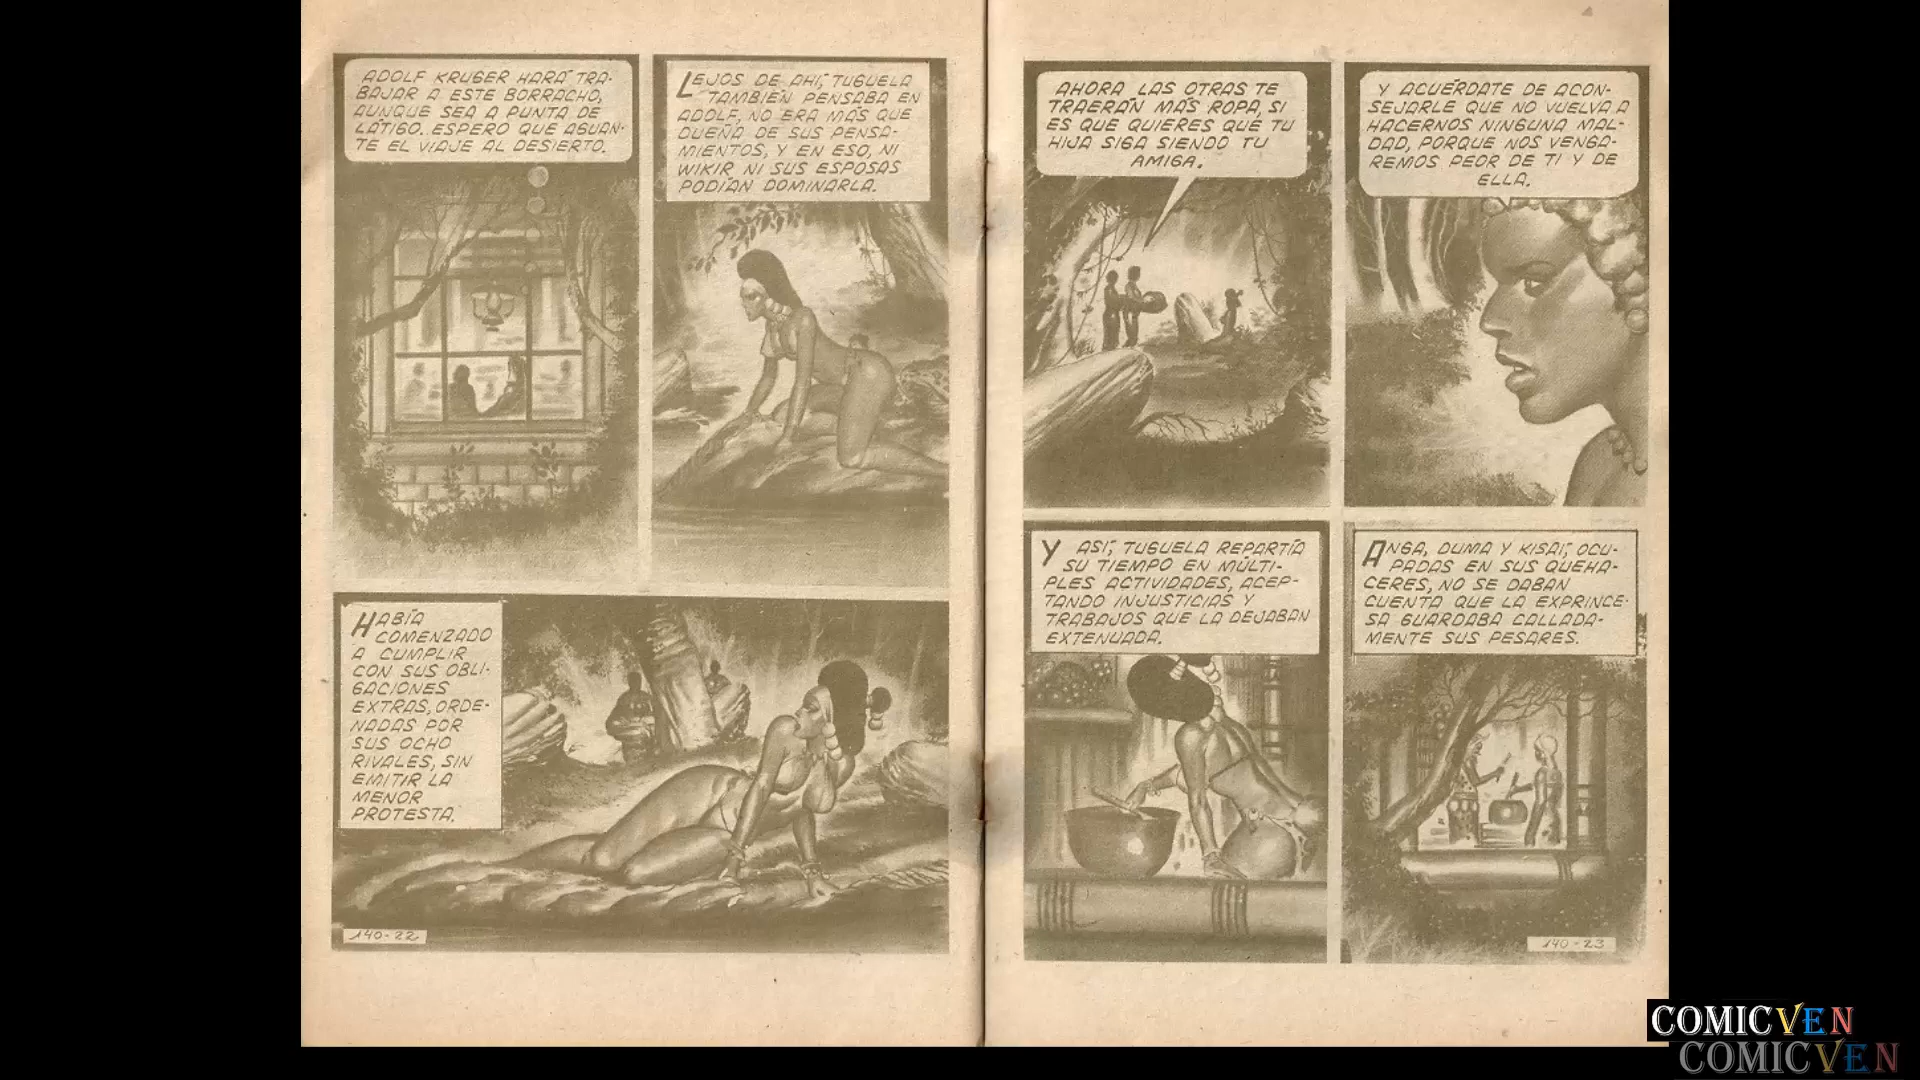 ADOLF KRUGER HARÁ TRA-
BAJAR A ESTE BORRACHO,
AUNQUE SEA A PUNTA DE
LÁTIGO. ESPERO QUE AGUAN-
TE EL VIAJE AL DESIERTO.
LEJOS DE AHÍ, TUGUELA
TAMBIÉN PENSABA EN
ADOLF, NO ERA MÁS QUE
DUEÑA DE SUS PENSA-
MIENTOS, Y EN ESO, NI
WIKIR NI SUS ESPOSAS
PODÍAN DOMINARLA.
HABÍA
COMENZADO
A CUMPLIR
CON SUS OBLI-
GACIONES
EXTRAS, ORDE-
NADAS POR
SUS OCHO
RIVALES, SIN
EMITIR LA
MENOR
PROTESTA.
140-22
AHORA LAS OTRAS TE
TRAERÁN MÁS ROPA, SI
ES QUE QUIERES QUE TU
HIJA SIGA SIENDO TU
AMIGA.
Y ACUÉRDATE DE ACON-
SEJARLE QUE NO VUELVA A
HACERNOS NINGUNA MAL-
DAD, PORQUE NOS VENGA-
REMOS PEOR DE TI Y DE
ELLA.
Y ASÍ, TUGUELA REPARTÍA
SU TIEMPO EN MÚLTI-
PLES ACTIVIDADES, ACEP-
TANDO INJUSTICIAS Y
TRABAJOS QUE LA DEJABAN
EXTENUADA.
ANGA, DUMA Y KISAÍ, OCU-
PADAS EN SUS QUEHA-
CERES, NO SE DABAN
CUENTA QUE LA EXPRINCE-
SA GUARDABA CALLADA-
MENTE SUS PESARES.
140-23
COMICVEN
COMICVEN